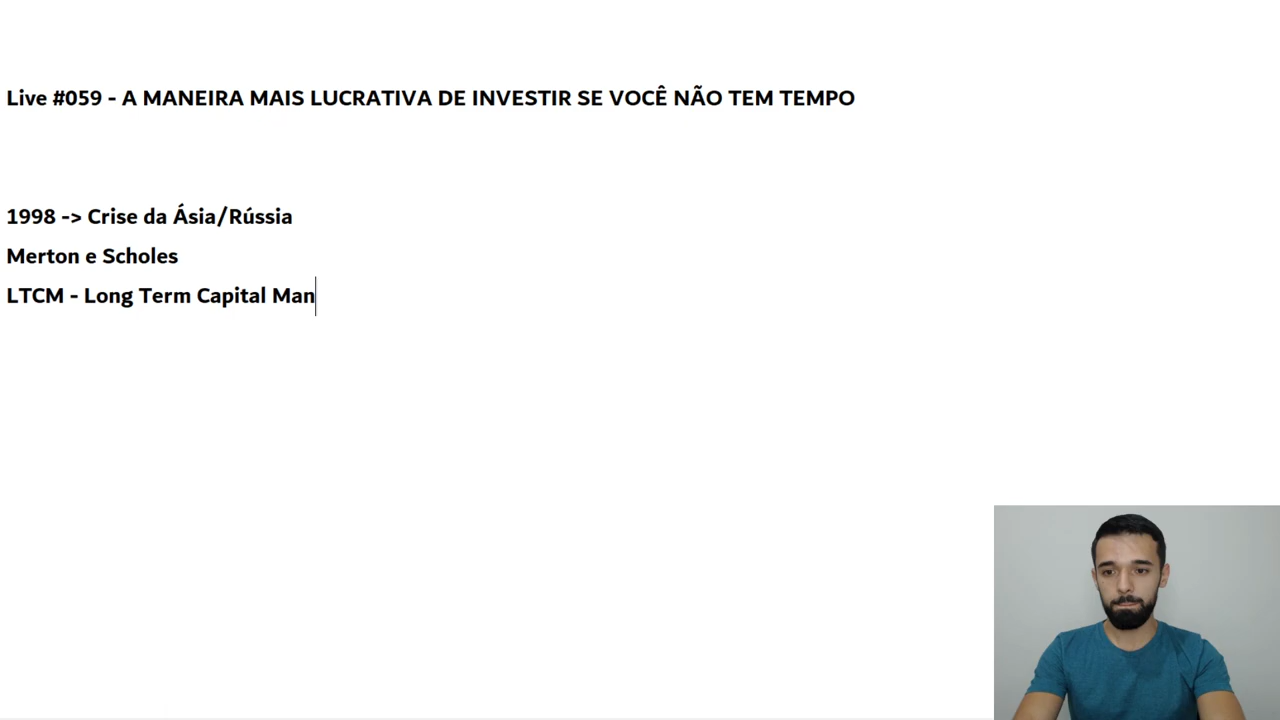 Live #059 - A MANEIRA MAIS LUCRATIVA DE INVESTIR SE VOCÊ NÃO TEM TEMPO
1998 -> Crise da Ásia/Rússia
Merton e Scholes
LTCM - Long Term Capital Man